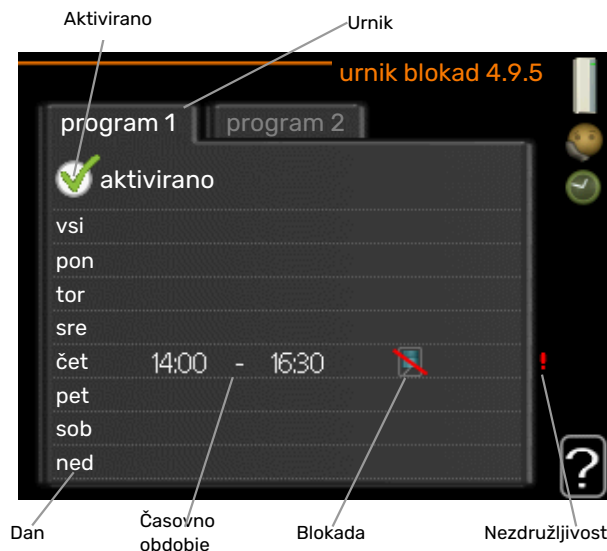 Aktivirano
Urnik
urnik blokad 4.9.5
program 1
program 2
aktivirano
vsi
pon
tor
sre
čet 14:00 - 16:30 !
pet
sob
ned
?
Dan
Časovno
obdobje
Blokada
Nezdružljivost